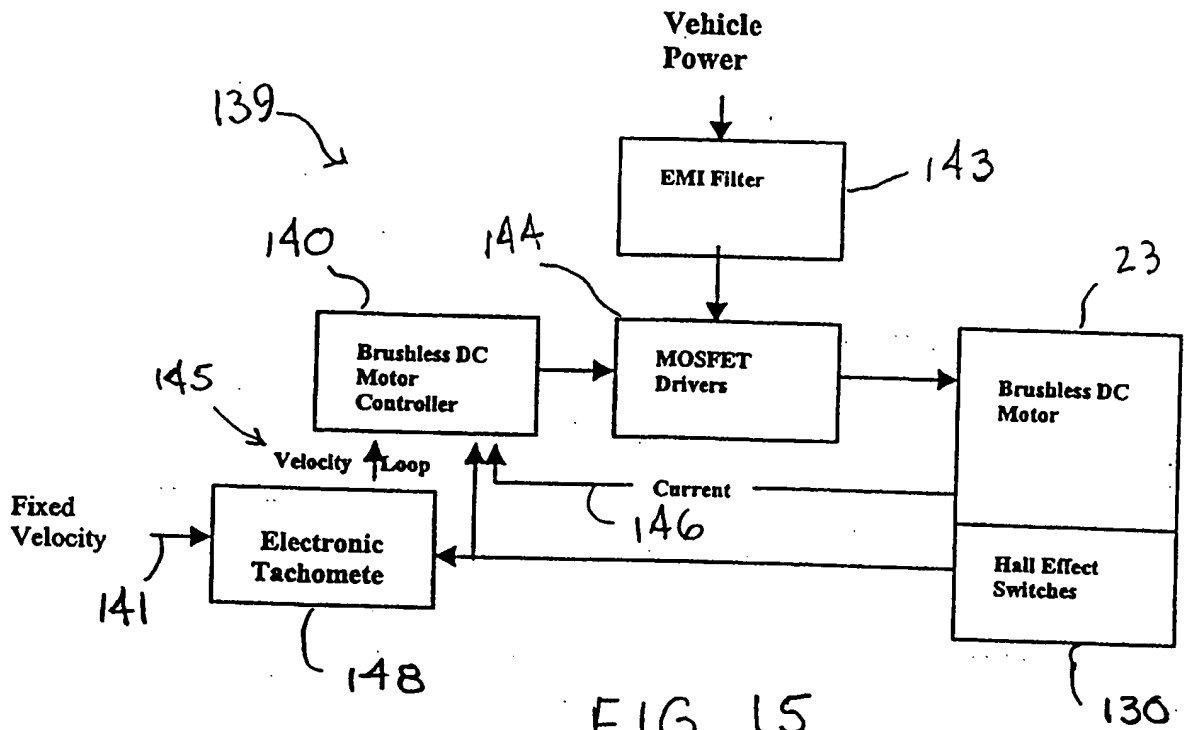 Vehicle
Power
139
EMI Filter
143
140
144
23
Brushless DC
Motor
Controller
MOSFET
Drivers
Brushless DC
Motor
145
Velocity Loop
Current
146
Fixed
Velocity
141
Electronic
Tachomete
Hall Effect
Switches
148
130
FIG 15